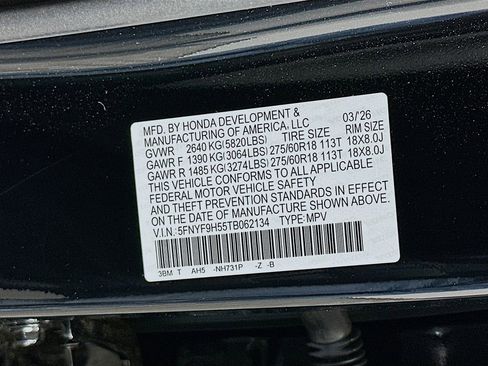 MFD. BY HONDA DEVELOPMENT &
MANUFACTURING OF AMERICA, LLC 03/'26
GVWR 2640 KG(5820LBS) TIRE SIZE RIM SIZE
GAWR F 1390 KG(3064LBS) 275/60R18 113T 18X8.0J
GAWR R 1485 KG(3274LBS) 275/60R18 113T 18X8.0J
THIS VEHICLE CONFORMS TO ALL APPLICABLE
FEDERAL MOTOR VEHICLE SAFETY
AND THEFT PREVENTION STANDARDS IN EFFECT
ON THE DATE OF MANUFACTURE SHOWN ABOVE.
V.I.N.: 5FNYF9H55TB062134 TYPE: MPV
3BM T AH5 -NH731P -Z -B